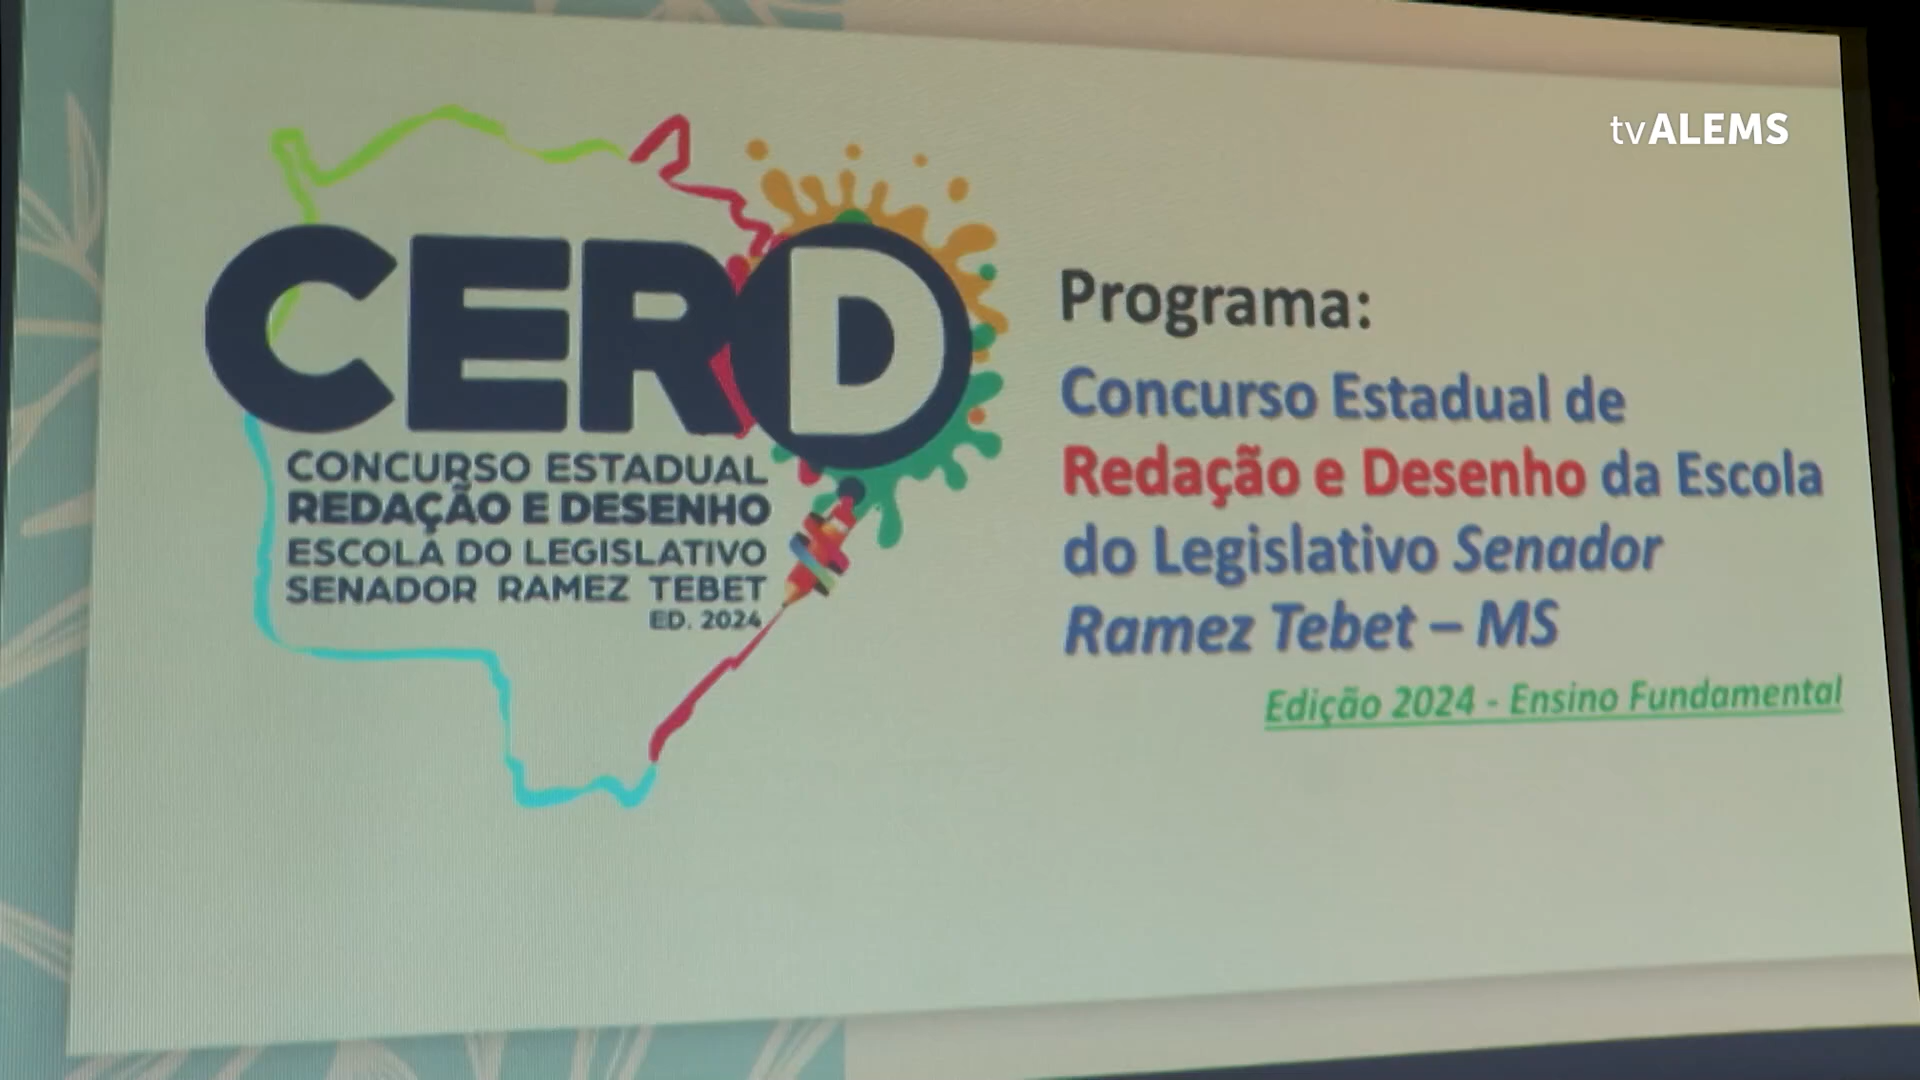 tvALEMS
CERD
CONCURSO ESTADUAL
REDAÇÃO E DESENHO
ESCOLA DO LEGISLATIVO
SENADOR RAMEZ TEBET
ED. 2024
Programa:
Concurso Estadual de
Redação e Desenho da Escola
do Legislativo Senador
Ramez Tebet – MS
Edição 2024 - Ensino Fundamental